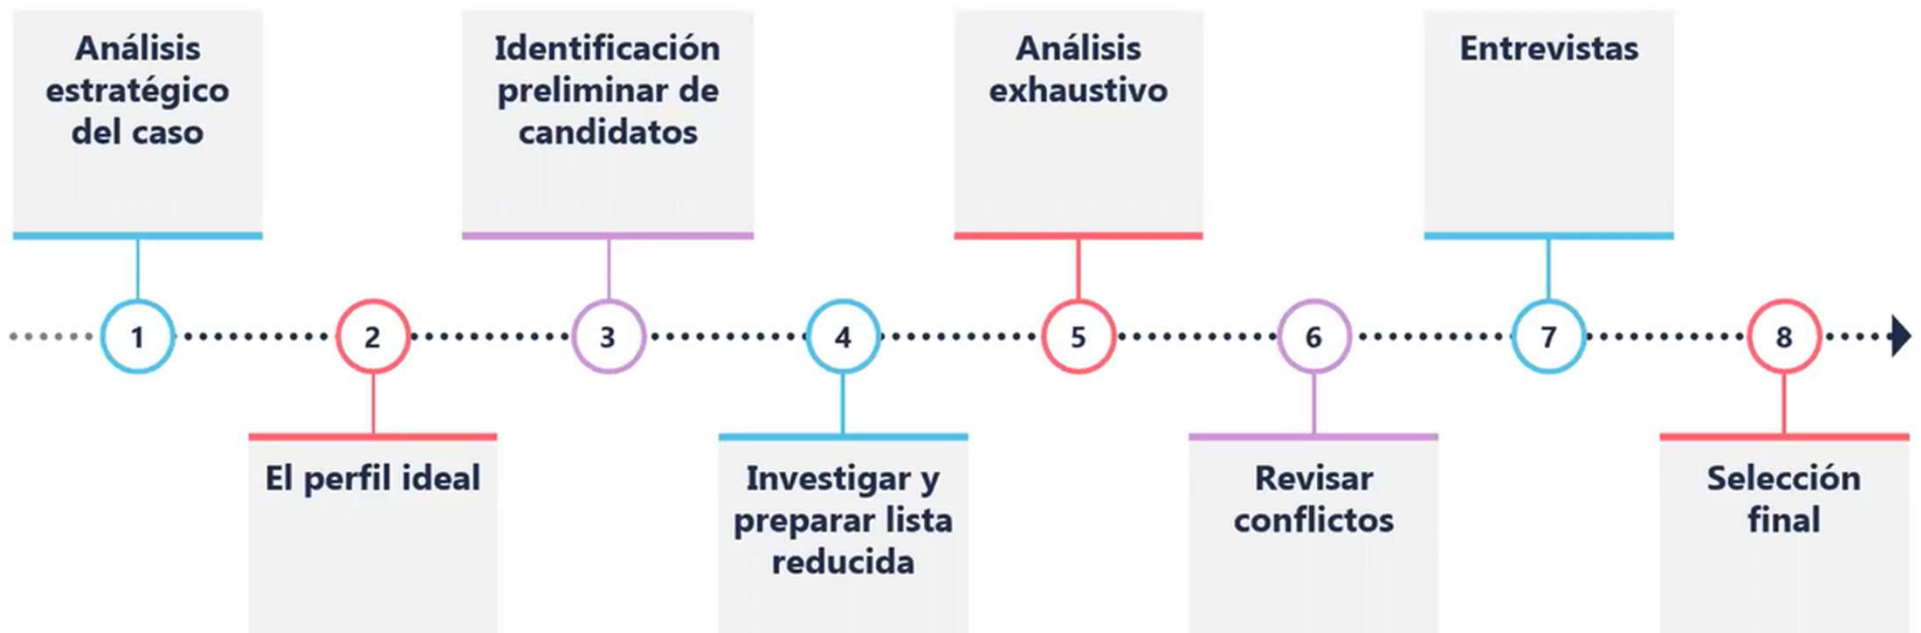 Análisis
estratégico
del caso
Identificación
preliminar de
candidatos
Análisis
exhaustivo
Entrevistas
1
2
3
4
5
6
7
8
El perfil ideal
Investigar y
preparar lista
reducida
Revisar
conflictos
Selección
final